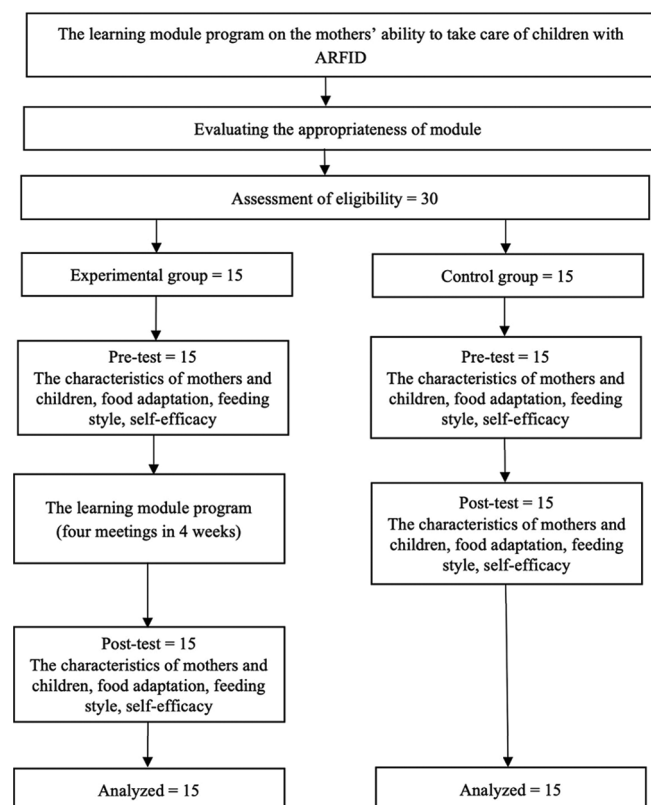 The learning module program on the mothers' ability to take care of children with
ARFID
Evaluating the appropriateness of module
Assessment of eligibility = 30
Experimental group = 15
Control group = 15
Pre-test = 15
The characteristics of mothers and
children, food adaptation, feeding
style, self-efficacy
Pre-test = 15
The characteristics of mothers and
children, food adaptation, feeding
style, self-efficacy
The learning module program
(four meetings in 4 weeks)
Post-test = 15
The characteristics of mothers and
children, food adaptation, feeding
style, self-efficacy
Post-test = 15
The characteristics of mothers and
children, food adaptation, feeding
style, self-efficacy
Analyzed = 15
Analyzed = 15